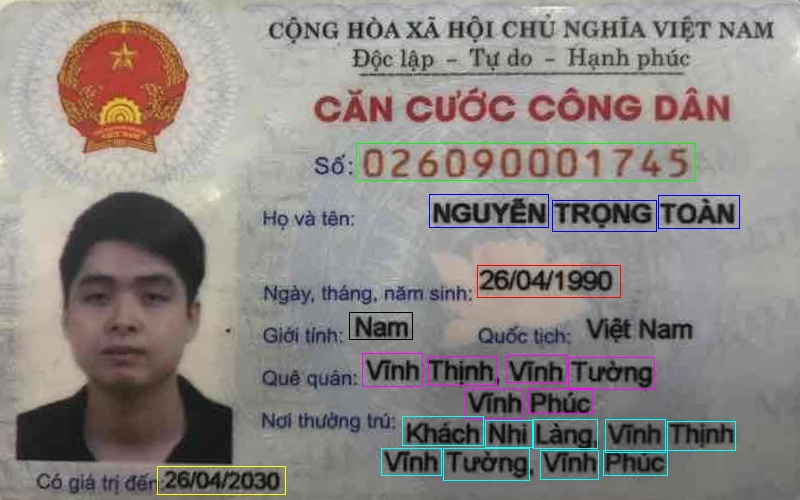 CỘNG HÒA XÃ HỘI CHỦ NGHĨA VIỆT NAM
Độc lập - Tự do - Hạnh phúc
CĂN CƯỚC CÔNG DÂN
Số: 026090001745
Họ và tên: NGUYỄN TRỌNG TOÀN
Ngày, tháng, năm sinh: 26/04/1990
Giới tính: Nam Quốc tịch: Việt Nam
Quê quán: Vĩnh Thịnh, Vĩnh Tường
Vĩnh Phúc
Nơi thường trú: Khách Nhi Làng, Vĩnh Thịnh
Vĩnh Tường, Vĩnh Phúc
Có giá trị đến: 26/04/2030